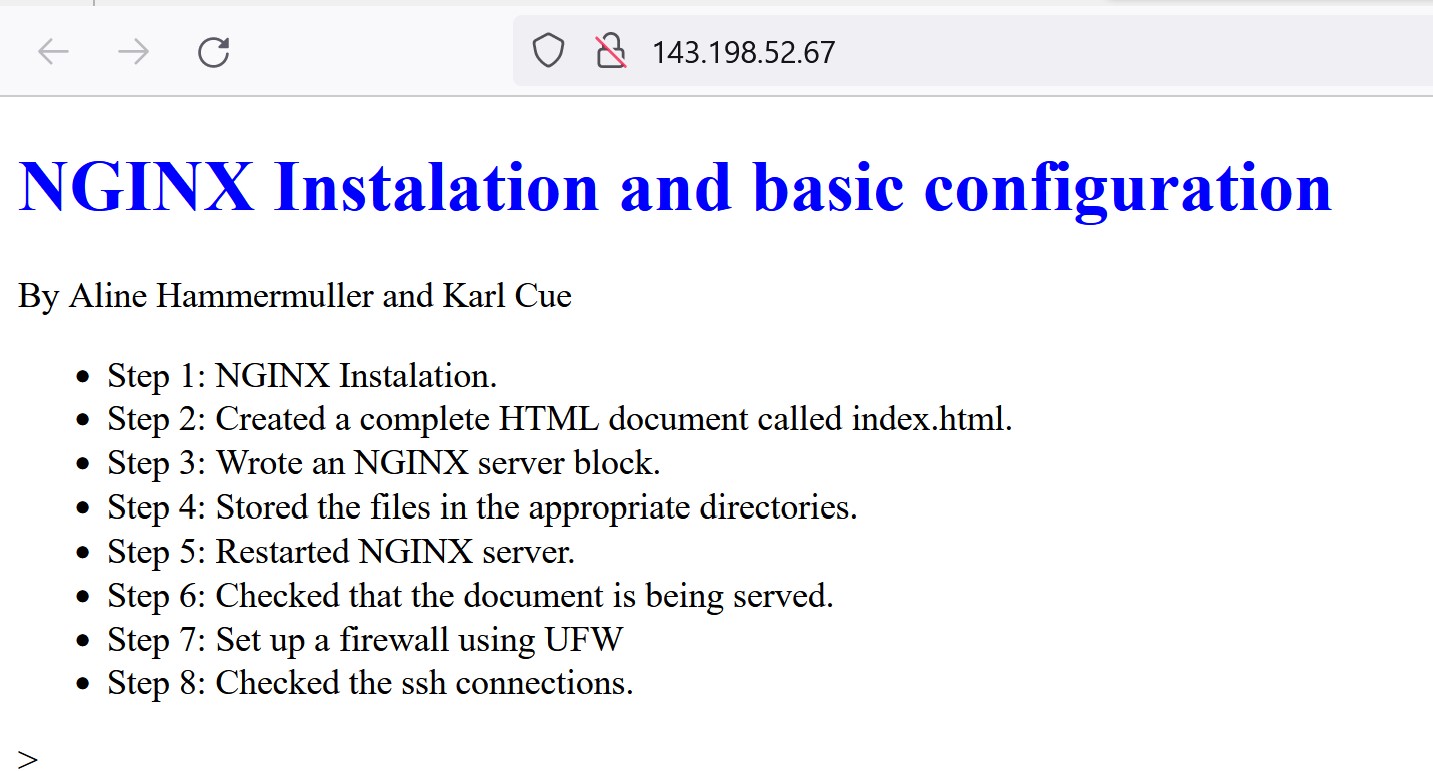 143.198.52.67
NGINX Instalation and basic configuration
By Aline Hammermuller and Karl Cue
• Step 1: NGINX Instalation.
• Step 2: Created a complete HTML document called index.html.
• Step 3: Wrote an NGINX server block.
• Step 4: Stored the files in the appropriate directories.
• Step 5: Restarted NGINX server.
• Step 6: Checked that the document is being served.
• Step 7: Set up a firewall using UFW
• Step 8: Checked the ssh connections.
>